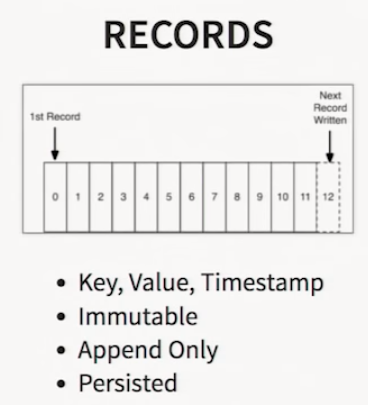 RECORDS
1st Record
Next
Record
Written
0 1 2 3 4 5 6 7 8 9 10 11 12
• Key, Value, Timestamp
• Immutable
• Append Only
• Persisted